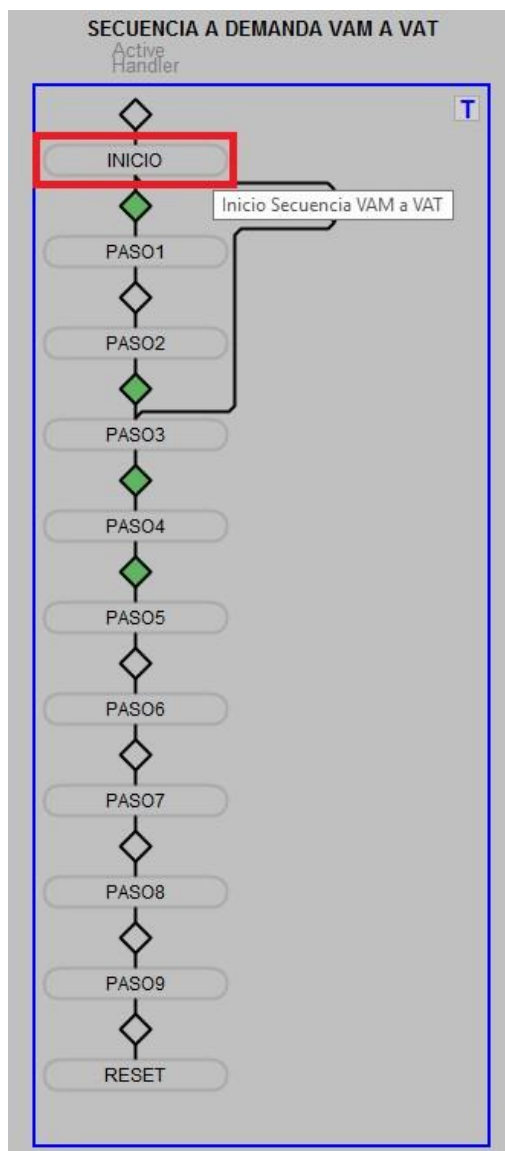 SECUENCIA A DEMANDA VAM A VAT
Active
Handler
T
INICIO
Inicio Secuencia VAM a VAT
PASO1
PASO2
PASO3
PASO4
PASO5
PASO6
PASO7
PASO8
PASO9
RESET